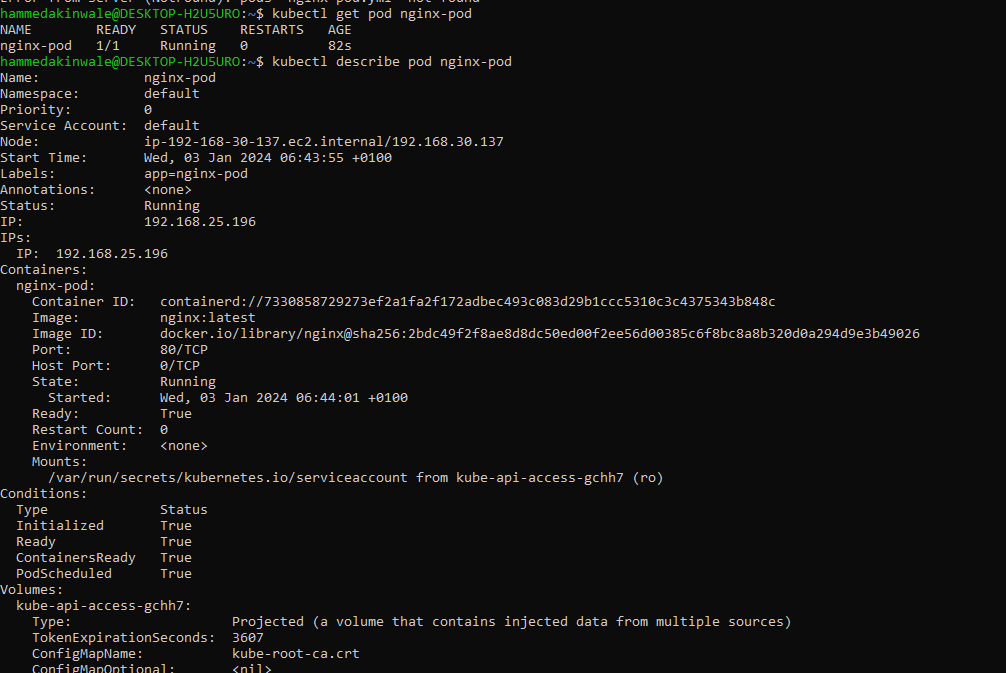 hammedakinwale@DESKTOP-H2U5URO:~$ kubectl get pod nginx-pod
NAME        READY   STATUS    RESTARTS   AGE
nginx-pod   1/1     Running   0          82s
hammedakinwale@DESKTOP-H2U5URO:~$ kubectl describe pod nginx-pod
Name:             nginx-pod
Namespace:        default
Priority:         0
Service Account:  default
Node:             ip-192-168-30-137.ec2.internal/192.168.30.137
Start Time:       Wed, 03 Jan 2024 06:43:55 +0100
Labels:           app=nginx-pod
Annotations:      <none>
Status:           Running
IP:               192.168.25.196
IPs:
  IP:  192.168.25.196
Containers:
  nginx-pod:
    Container ID:   containerd://7330858729273ef2a1fa2f172adbec493c083d29b1ccc5310c3c4375343b848c
    Image:          nginx:latest
    Image ID:       docker.io/library/nginx@sha256:2bdc49f2f8ae8d8dc50ed00f2ee56d00385c6f8bc8a8b320d0a294d9e3b49026
    Port:           80/TCP
    Host Port:      0/TCP
    State:          Running
      Started:      Wed, 03 Jan 2024 06:44:01 +0100
    Ready:          True
    Restart Count:  0
    Environment:    <none>
    Mounts:
      /var/run/secrets/kubernetes.io/serviceaccount from kube-api-access-gchh7 (ro)
Conditions:
  Type              Status
  Initialized       True
  Ready             True
  ContainersReady   True
  PodScheduled      True
Volumes:
  kube-api-access-gchh7:
    Type:                    Projected (a volume that contains injected data from multiple sources)
    TokenExpirationSeconds:  3607
    ConfigMapName:           kube-root-ca.crt
    ConfigMapOptional:       <nil>